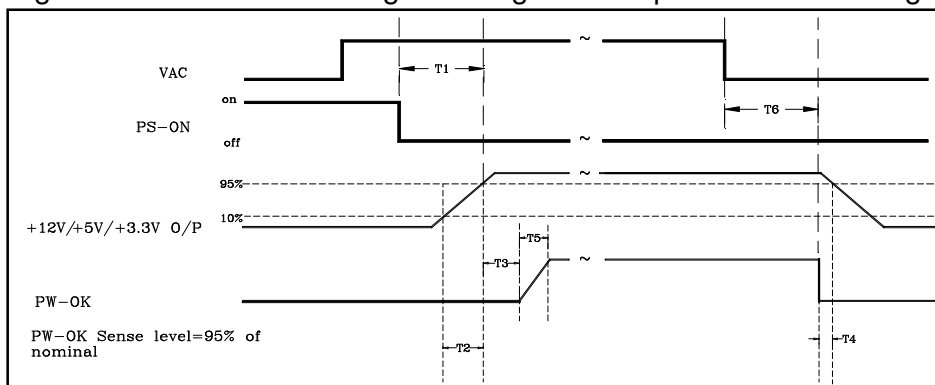 VAC
T1
~
T6
on
PS-ON
off
~
95%
~
10%
+12V/+5V/+3.3V O/P
T5
T3
~
PW-OK
PW-OK Sense level=95% of
nominal
T2
T4